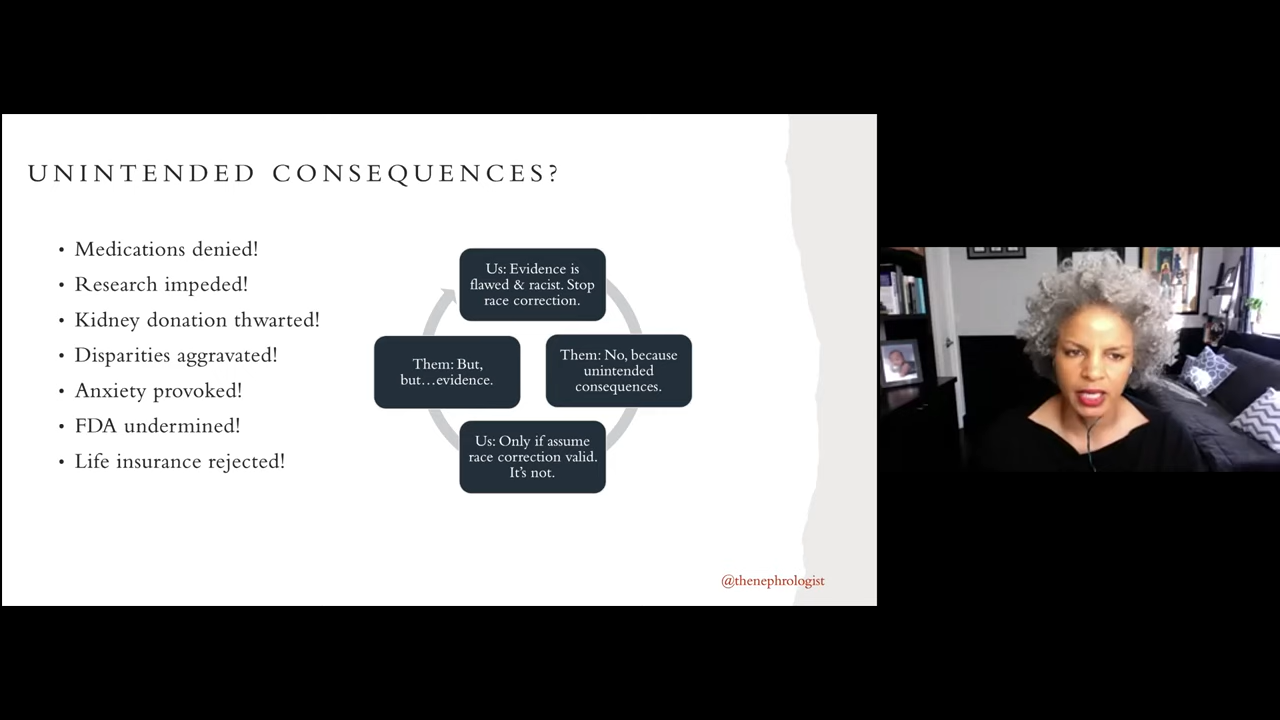 UNINTENDED CONSEQUENCES?
• Medications denied!
• Research impeded!
• Kidney donation thwarted!
• Disparities aggravated!
• Anxiety provoked!
• FDA undermined!
• Life insurance rejected!
Us: Evidence is
flawed & racist. Stop
race correction.
Them: No, because
unintended
consequences.
Us: Only if assume
race correction valid.
It’s not.
Them: But,
but…evidence.
@thenephrologist